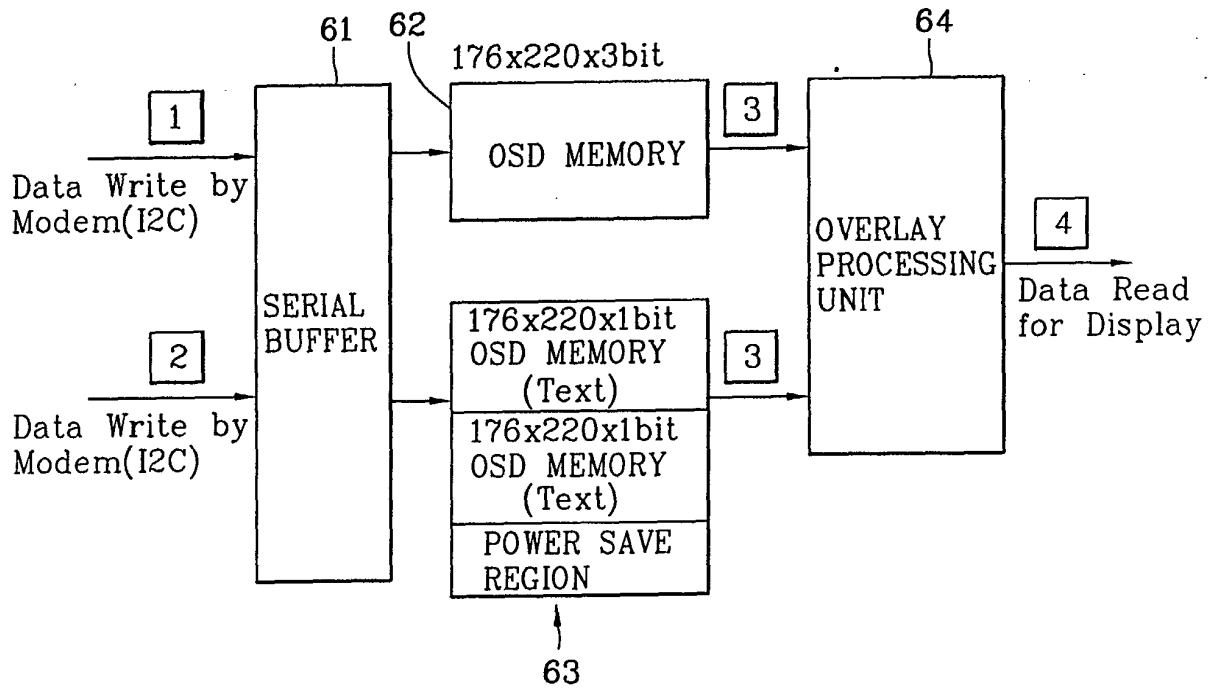 61
62
64
176x220x3bit
1
3
OSD MEMORY
Data Write by
Modem(I2C)
4
OVERLAY
PROCESSING
UNIT
Data Read
for Display
SERIAL
BUFFER
2
176x220x1bit
OSD MEMORY
(Text)
3
Data Write by
Modem(I2C)
176x220x1bit
OSD MEMORY
(Text)
POWER SAVE
REGION
63